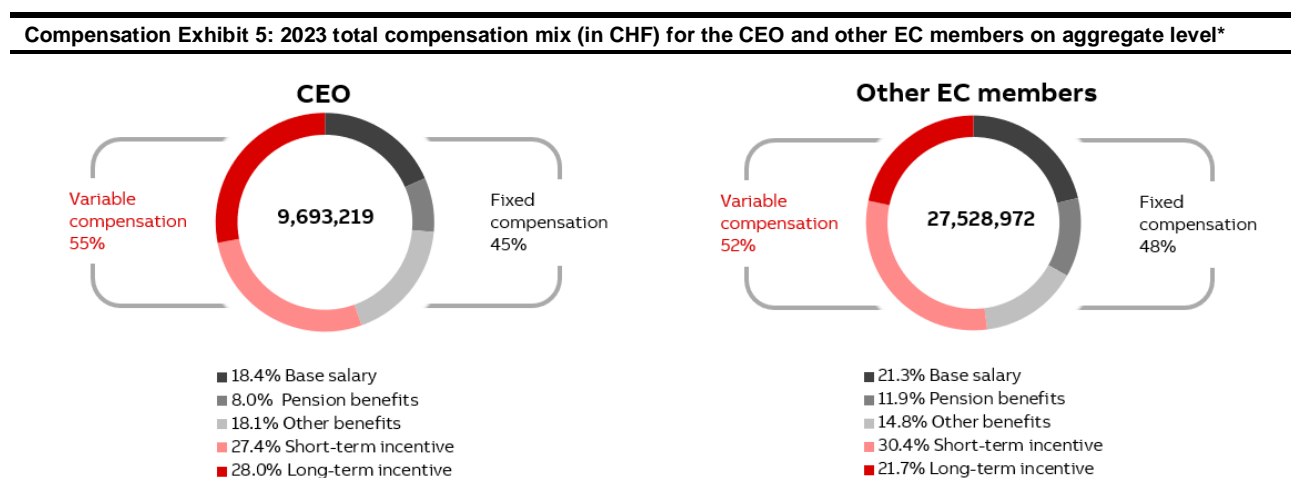 Compensation Exhibit 5: 2023 total compensation mix (in CHF) for the CEO and other EC members on aggregate level*
CEO
Variable
compensation
55%
9,693,219
Fixed
compensation
45%
18.4% Base salary
8.0% Pension benefits
18.1% Other benefits
27.4% Short-term incentive
28.0% Long-term incentive
Other EC members
Variable
compensation
52%
27,528,972
Fixed
compensation
48%
21.3% Base salary
11.9% Pension benefits
14.8% Other benefits
30.4% Short-term incentive
21.7% Long-term incentive